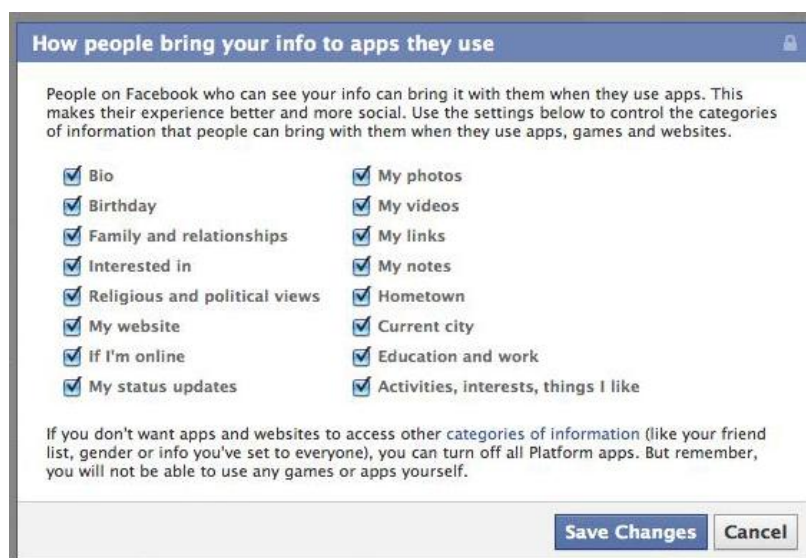 How people bring your info to apps they use
People on Facebook who can see your info can bring it with them when they use apps. This
makes their experience better and more social. Use the settings below to control the categories
of information that people can bring with them when they use apps, games and websites.
Bio
Birthday
Family and relationships
Interested in
Religious and political views
My website
If I'm online
My status updates
My photos
My videos
My links
My notes
Hometown
Current city
Education and work
Activities, interests, things I like
If you don't want apps and websites to access other categories of information (like your friend
list, gender or info you've set to everyone), you can turn off all Platform apps. But remember,
you will not be able to use any games or apps yourself.
Save Changes
Cancel